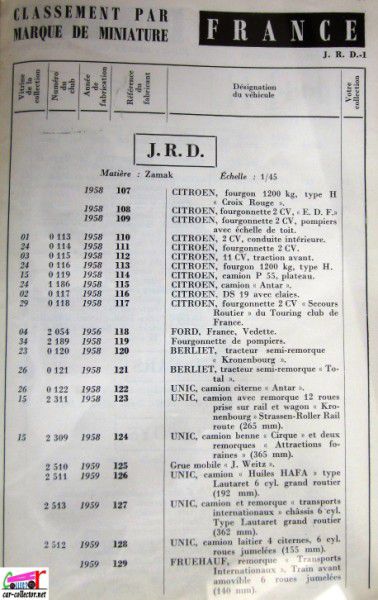 CLASSEMENT PAR
MARQUE DE MINIATURE
FRANCE
J. R. D.-1
Vitrine de la collection
Numéro du club
Année de fabrication
Référence du fabricant
Désignation du véhicule
Votre collection
J.R.D.
Matière : Zamak Échelle : 1/45
1958 107 CITROEN, fourgon 1200 kg, type H
« Croix Rouge ».
1958 108 CITROEN, fourgonnette 2 CV, « E. D. F.»
1958 109 CITROEN, fourgonnette 2 CV, pompiers
avec échelle de toit.
01 0 113 1958 110 CITROEN, 2 CV, conduite intérieure.
24 0 114 1958 111 CITROEN, fourgonnette 2 CV.
03 0 115 1958 112 CITROEN, 11 CV, traction avant.
24 0 116 1958 113 CITROEN, fourgon 1200 kg, type H.
15 0 119 1958 114 CITROEN, camion P 55, plateau.
24 1 186 1958 115 CITROEN, camion « Antar ».
02 0 117 1958 116 CITROEN. DS 19 avec claies.
29 0 118 1958 117 CITROEN, fourgonnette 2 CV « Secours
Routier » du Touring club de
France.
04 2 054 1956 118 FORD, France, Vedette.
34 2 189 1958 119 Fourgonnette de pompiers.
23 0 120 1958 120 BERLIET, tracteur semi-remorque
« Kronenbourg ».
26 0 121 1958 121 BERLIET, tracteur semi-remorque « To-
tal ».
26 0 122 1958 122 UNIC, camion citerne « Antar ».
15 2 311 1958 123 UNIC, camion avec remorque 12 roues
prise sur rail et wagon « Kro-
nenbourg » Strassen-Roller Rail
route (265 mm).
15 2 309 1958 124 UNIC, camion benne « Cirque » et deux
remorques « Attractions fo-
raines » (365 mm).
2 510 1959 125 Grue mobile « J. Weitz ».
2 511 1959 126 UNIC, camion « Huiles HAFA » type
Lautaret 6 cyl. grand routier
(192 mm).
2 513 1959 127 UNIC, camion et remorque « transports
internationaux » châssis 6 cyl.
Type Lautaret grand routier
(362 mm).
2 512 1959 128 UNIC, camion laitier 4 citernes, 6 cyl.
roues jumelées (155 mm).
1959 129 FRUEHAUF, remorque « Transports
Internationaux ». Train avant
amovible 6 roues jumelées
(140 mm).
car-collector.net